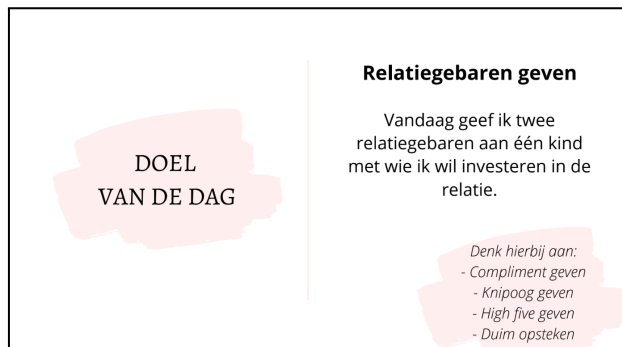 DOEL
VAN DE DAG
Relatiegebaren geven
Vandaag geef ik twee
relatiegebaren aan één kind
met wie ik wil investeren in de
relatie.
Denk hierbij aan:
- Compliment geven
- Knipoog geven
- High five geven
- Duim opsteken